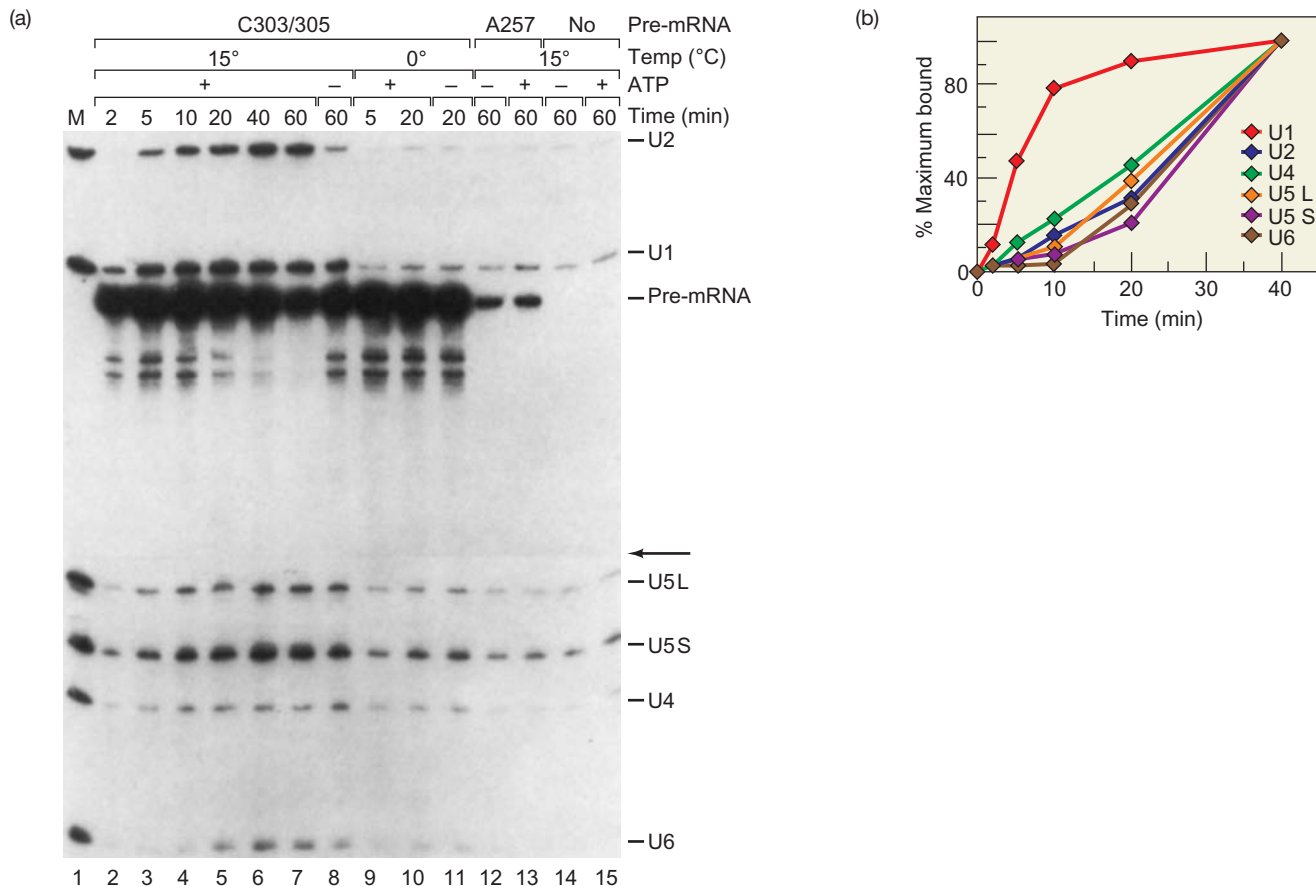 (a)
C303/305 A257 No Pre-mRNA
15° 0° 15° Temp (°C)
+ – + – – + – + ATP
M 2 5 10 20 40 60 60 5 20 20 60 60 60 60 Time (min)
U2
U1
Pre-mRNA
U5 L
U5 S
U4
U6
1 2 3 4 5 6 7 8 9 10 11 12 13 14 15
(b)
% Maximum bound
80
40
0
0 10 20 30 40
Time (min)
U1
U2
U4
U5 L
U5 S
U6